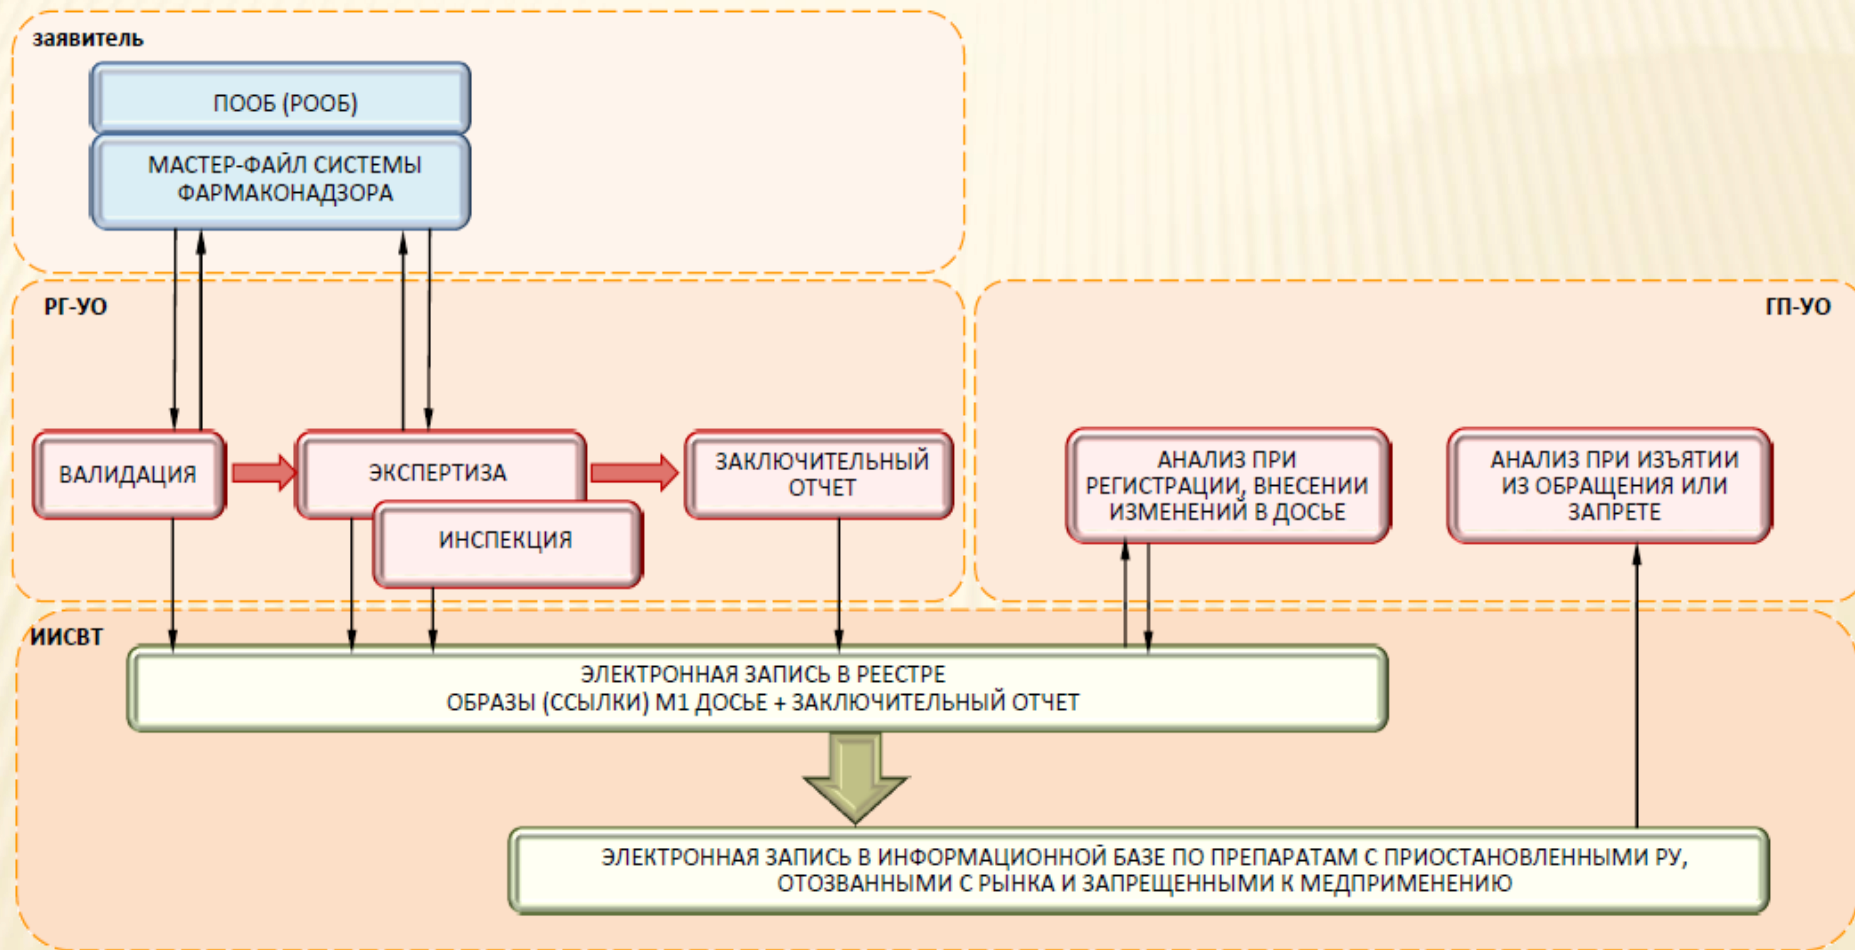 заявитель
ПООБ (РООБ)
МАСТЕР-ФАЙЛ СИСТЕМЫ
ФАРМАКОНАДЗОРА
РГ-УО
ГП-УО
ВАЛИДАЦИЯ
ЭКСПЕРТИЗА
ИНСПЕКЦИЯ
ЗАКЛЮЧИТЕЛЬНЫЙ
ОТЧЕТ
АНАЛИЗ ПРИ
РЕГИСТРАЦИИ, ВНЕСЕНИИ
ИЗМЕНЕНИЙ В ДОСЬЕ
АНАЛИЗ ПРИ ИЗЪЯТИИ
ИЗ ОБРАЩЕНИЯ ИЛИ
ЗАПРЕТЕ
ИИСВТ
ЭЛЕКТРОННАЯ ЗАПИСЬ В РЕЕСТРЕ
ОБРАЗЫ (ССЫЛКИ) М1 ДОСЬЕ + ЗАКЛЮЧИТЕЛЬНЫЙ ОТЧЕТ
ЭЛЕКТРОННАЯ ЗАПИСЬ В ИНФОРМАЦИОННОЙ БАЗЕ ПО ПРЕПАРАТАМ С ПРИОСТАНОВЛЕННЫМИ РУ,
ОТОЗВАННЫМИ С РЫНКА И ЗАПРЕЩЕННЫМИ К МЕДПРИМЕНЕНИЮ